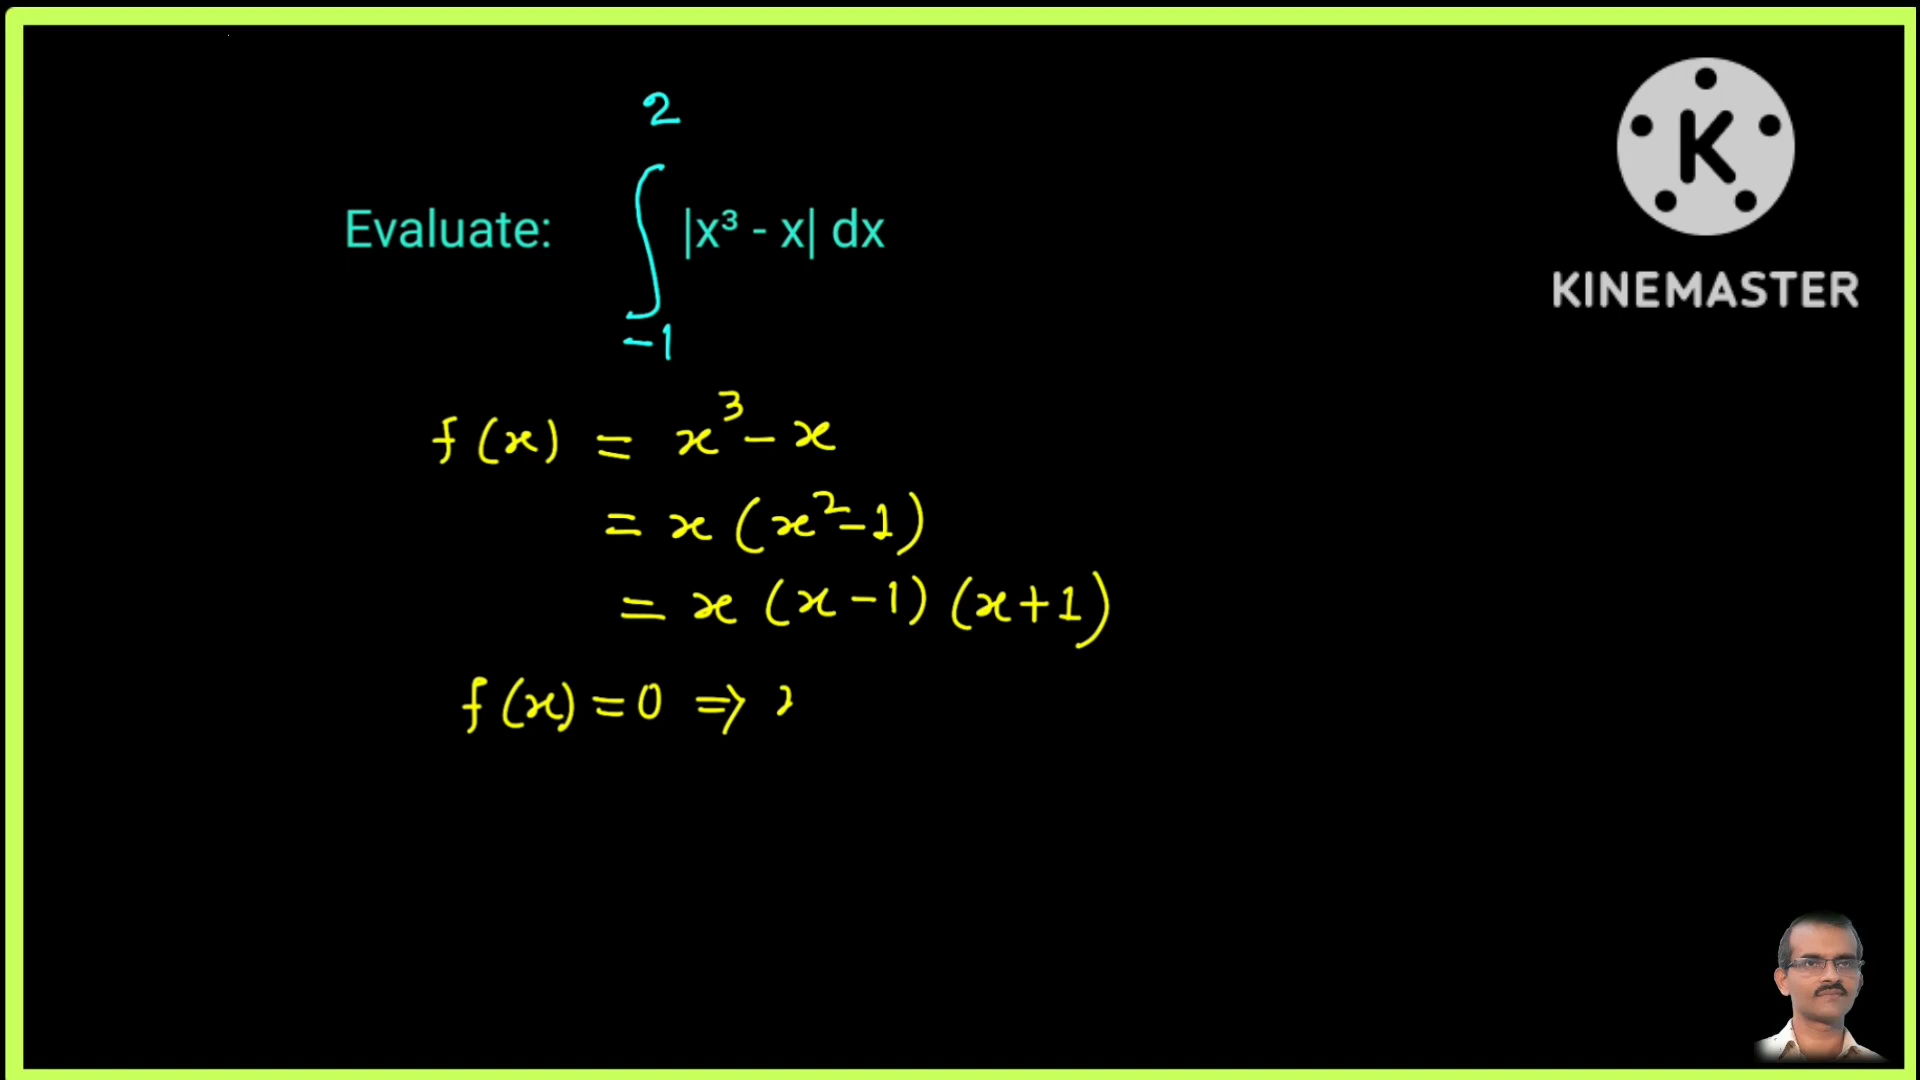 2
Evaluate: ∫ |x³ - x| dx
-1
KINEMASTER
f(x) = x³ - x
= x (x² - 1)
= x (x - 1) (x + 1)
f(x) = 0 ⇒